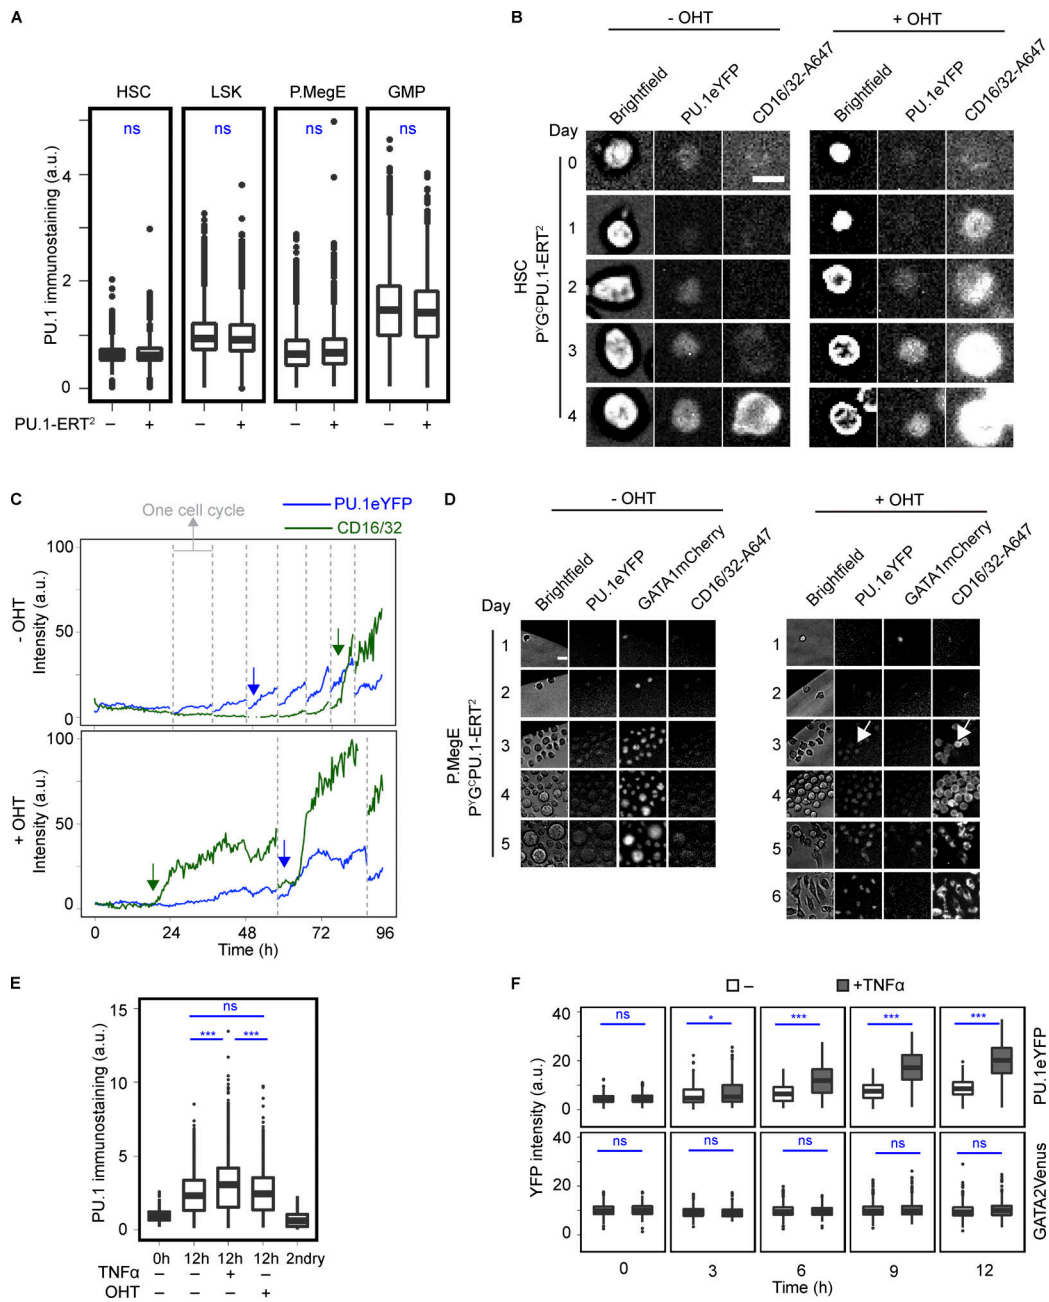 A
HSC LSK P.MegE GMP
ns ns ns ns
PU.1 immunostaining (a.u.)
4
2
0
PU.1-ERT²
– + – + – + – +
B
- OHT + OHT
Brightfield PU.1eYFP CD16/32-A647 Brightfield PU.1eYFP CD16/32-A647
Day
0
1
2
3
4
HSC
PʸGᶜPU.1-ERT²
C
PU.1eYFP
CD16/32
One cell cycle
100
50
0
- OHT
Intensity (a.u.)
100
50
0
+ OHT
Intensity (a.u.)
0 24 48 72 96
Time (h)
D
- OHT + OHT
Brightfield PU.1eYFP GATA1mCherry CD16/32-A647 Brightfield PU.1eYFP GATA1mCherry CD16/32-A647
Day
1 1
2 2
3 3
4 4
5 5
6
P.MegE
PʸGᶜPU.1-ERT²
E
ns
*** ***
PU.1 immunostaining (a.u.)
15
10
5
0
0h 12h 12h 12h 2ndry
TNFα – – + –
OHT – – – +
F
– +TNFα
ns * *** *** ***
40
20
0
PU.1eYFP
YFP intensity (a.u.)
ns ns ns ns ns
40
20
0
GATA2Venus
0 3 6 9 12
Time (h)